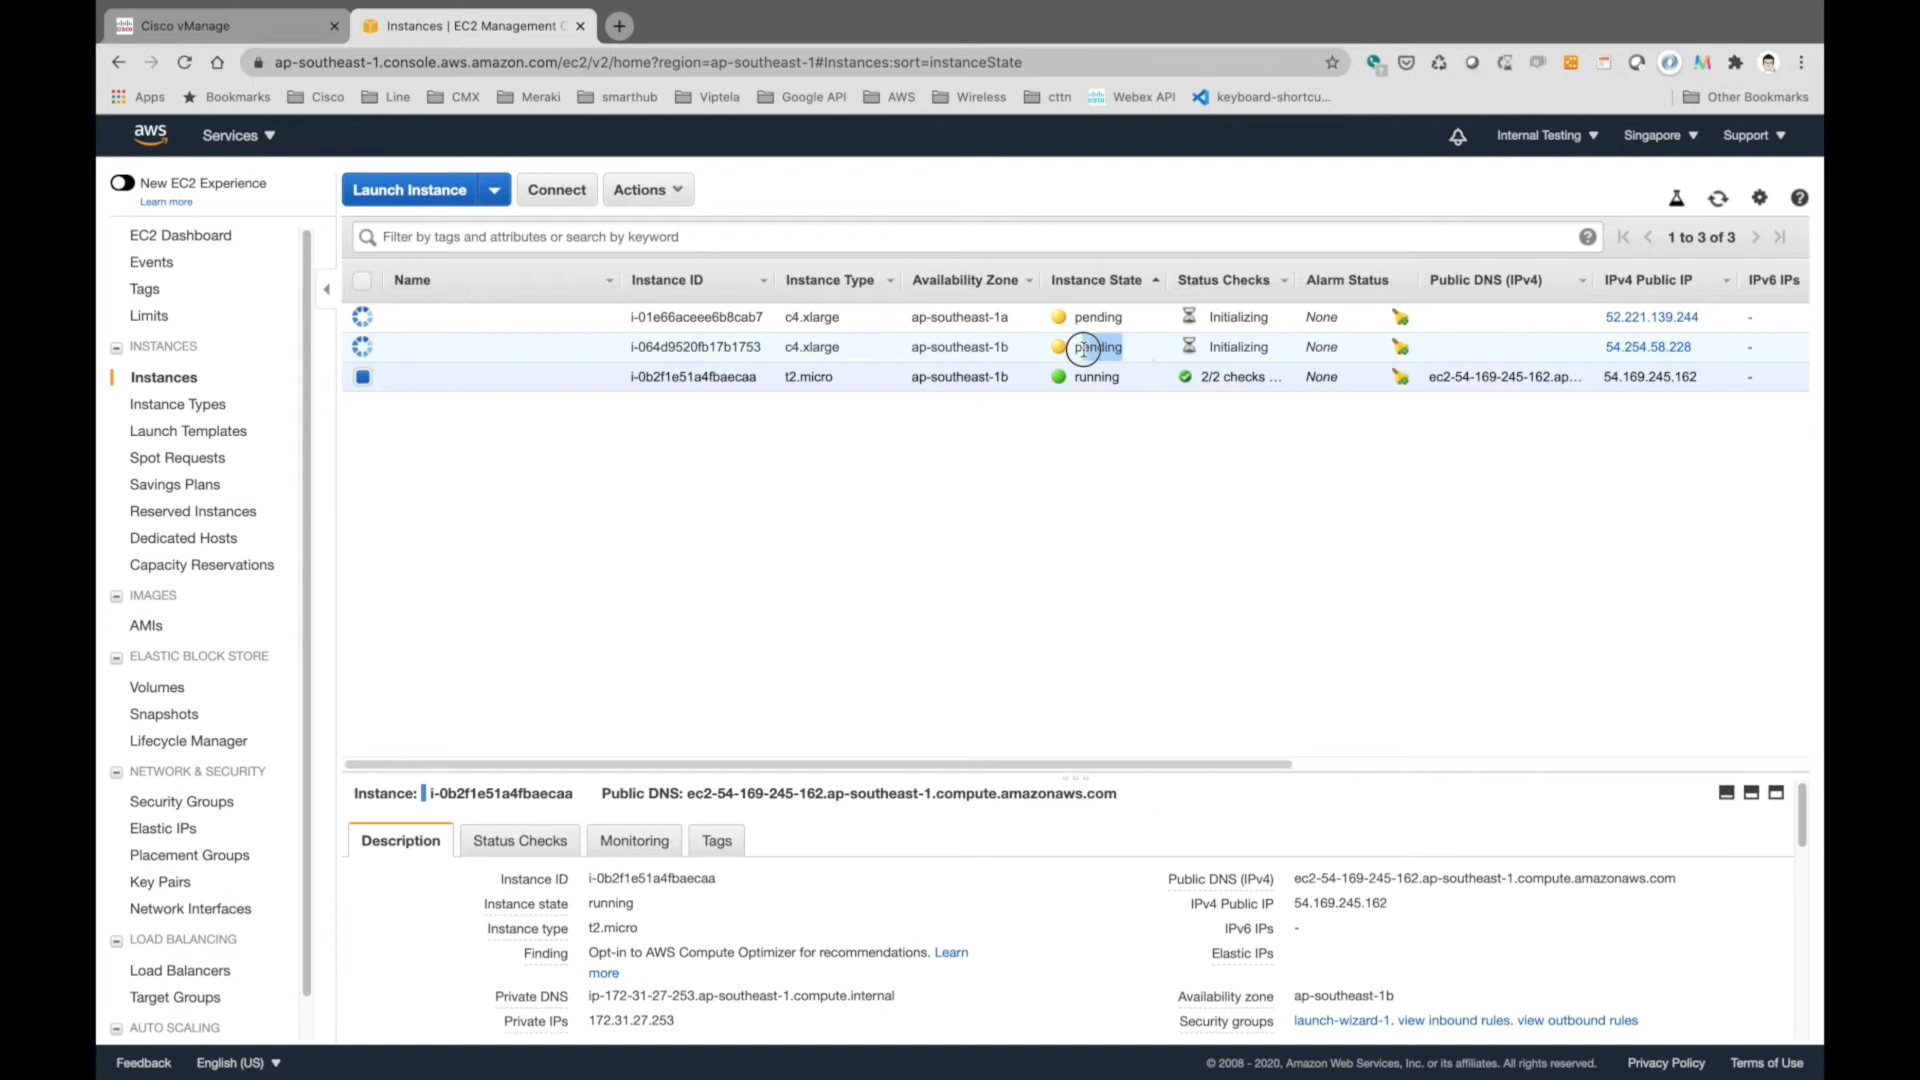 Cisco vManage
Instances | EC2 Management C
ap-southeast-1.console.aws.amazon.com/ec2/v2/home?region=ap-southeast-1#Instances:sort=instanceState
Apps Bookmarks Cisco Line CMX Meraki smarthub Viptela Google API AWS Wireless cttn Webex API keyboard-shortcu... Other Bookmarks
aws Services Internal Testing Singapore Support
New EC2 Experience
Learn more
Launch Instance Connect Actions
Filter by tags and attributes or search by keyword
1 to 3 of 3
EC2 Dashboard
Events
Tags
Limits
INSTANCES
Instances
Instance Types
Launch Templates
Spot Requests
Savings Plans
Reserved Instances
Dedicated Hosts
Capacity Reservations
IMAGES
AMIs
ELASTIC BLOCK STORE
Volumes
Snapshots
Lifecycle Manager
NETWORK & SECURITY
Security Groups
Elastic IPs
Placement Groups
Key Pairs
Network Interfaces
LOAD BALANCING
Load Balancers
Target Groups
AUTO SCALING
Name Instance ID Instance Type Availability Zone Instance State Status Checks Alarm Status Public DNS (IPv4) IPv4 Public IP IPv6 IPs
i-01e66aceee6b8cab7 c4.xlarge ap-southeast-1a pending Initializing None 52.221.139.244 -
i-064d9520fb17b1753 c4.xlarge ap-southeast-1b pending Initializing None 54.254.58.228 -
i-0b2f1e51a4fbaecaa t2.micro ap-southeast-1b running 2/2 checks ... None ec2-54-169-245-162.ap... 54.169.245.162 -
Instance: i-0b2f1e51a4fbaecaa Public DNS: ec2-54-169-245-162.ap-southeast-1.compute.amazonaws.com
Description Status Checks Monitoring Tags
Instance ID i-0b2f1e51a4fbaecaa
Instance state running
Instance type t2.micro
Finding Opt-in to AWS Compute Optimizer for recommendations. Learn
more
Private DNS ip-172-31-27-253.ap-southeast-1.compute.internal
Private IPs 172.31.27.253
Public DNS (IPv4) ec2-54-169-245-162.ap-southeast-1.compute.amazonaws.com
IPv4 Public IP 54.169.245.162
IPv6 IPs -
Elastic IPs
Availability zone ap-southeast-1b
Security groups launch-wizard-1. view inbound rules. view outbound rules
Feedback English (US) © 2008 - 2020, Amazon Web Services, Inc. or its affiliates. All rights reserved. Privacy Policy Terms of Use